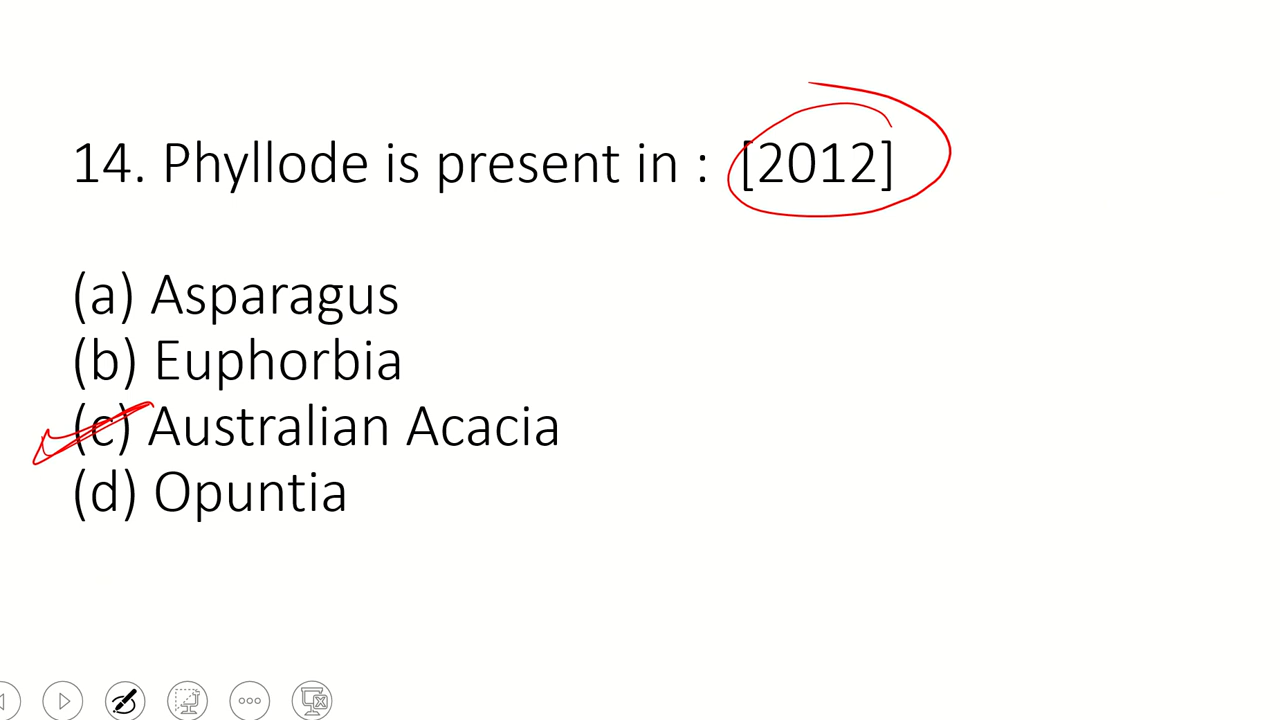 14. Phyllode is present in : [2012]
(a) Asparagus
(b) Euphorbia
(c) Australian Acacia
(d) Opuntia